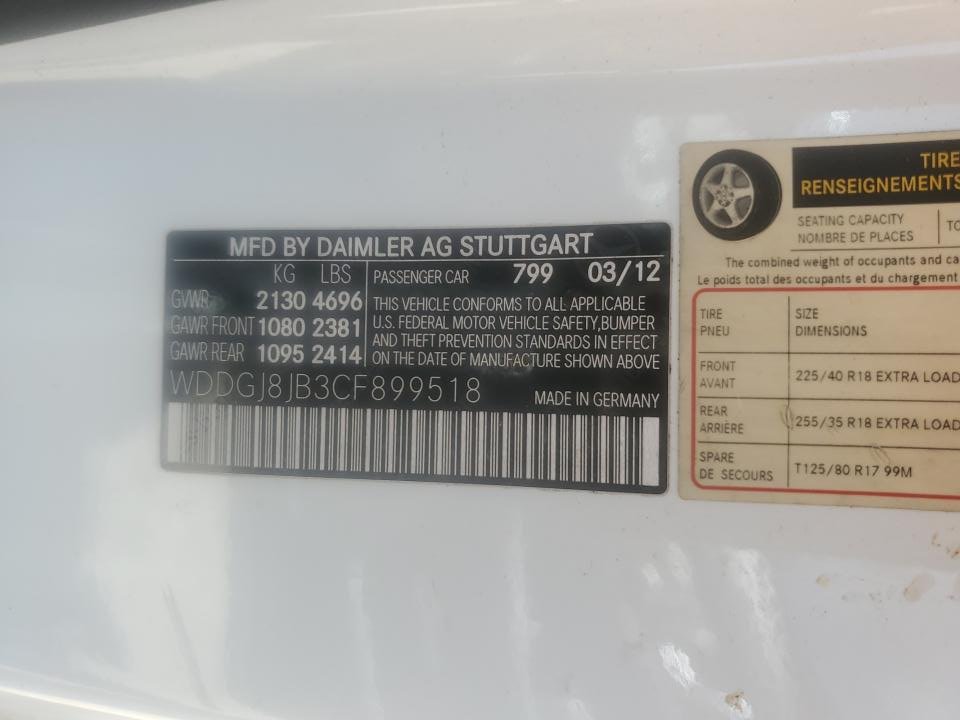 MFD BY DAIMLER AG STUTTGART
KG LBS
GVWR 2130 4696
GAWR FRONT 1080 2381
GAWR REAR 1095 2414
PASSENGER CAR 799 03/12
THIS VEHICLE CONFORMS TO ALL APPLICABLE
U.S. FEDERAL MOTOR VEHICLE SAFETY,BUMPER
AND THEFT PREVENTION STANDARDS IN EFFECT
ON THE DATE OF MANUFACTURE SHOWN ABOVE
WDDGJ8JB3CF899518
MADE IN GERMANY
TIRE
RENSEIGNEMENTS
SEATING CAPACITY
NOMBRE DE PLACES
The combined weight of occupants and
Le poids total des occupants et du chargement
TIRE SIZE
PNEU DIMENSIONS
FRONT
AVANT
225/40 R18 EXTRA LOAD
REAR
ARRIÈRE
255/35 R18 EXTRA LOAD
SPARE
DE SECOURS
T125/80 R17 99M